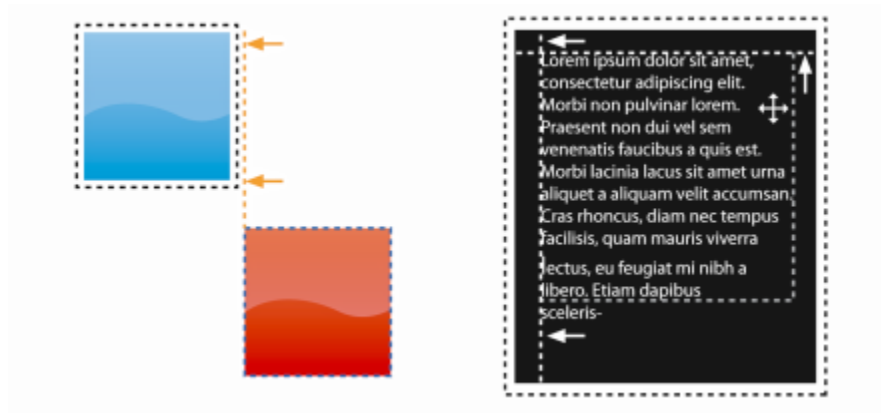 Lorem ipsum dolor sit amet,
consectetur adipiscing elit.
Morbi non pulvinar lorem.
Praesent non dui vel sem
venenatis faucibus a quis est.
Morbi lacinia lacus sit amet urna
aliquet a aliquam velit accumsan.
Cras rhoncus, diam nec tempus
facilisis, quam mauris viverra
lectus, eu feugiat mi nibh a
libero. Etiam dapibus
sceleris-